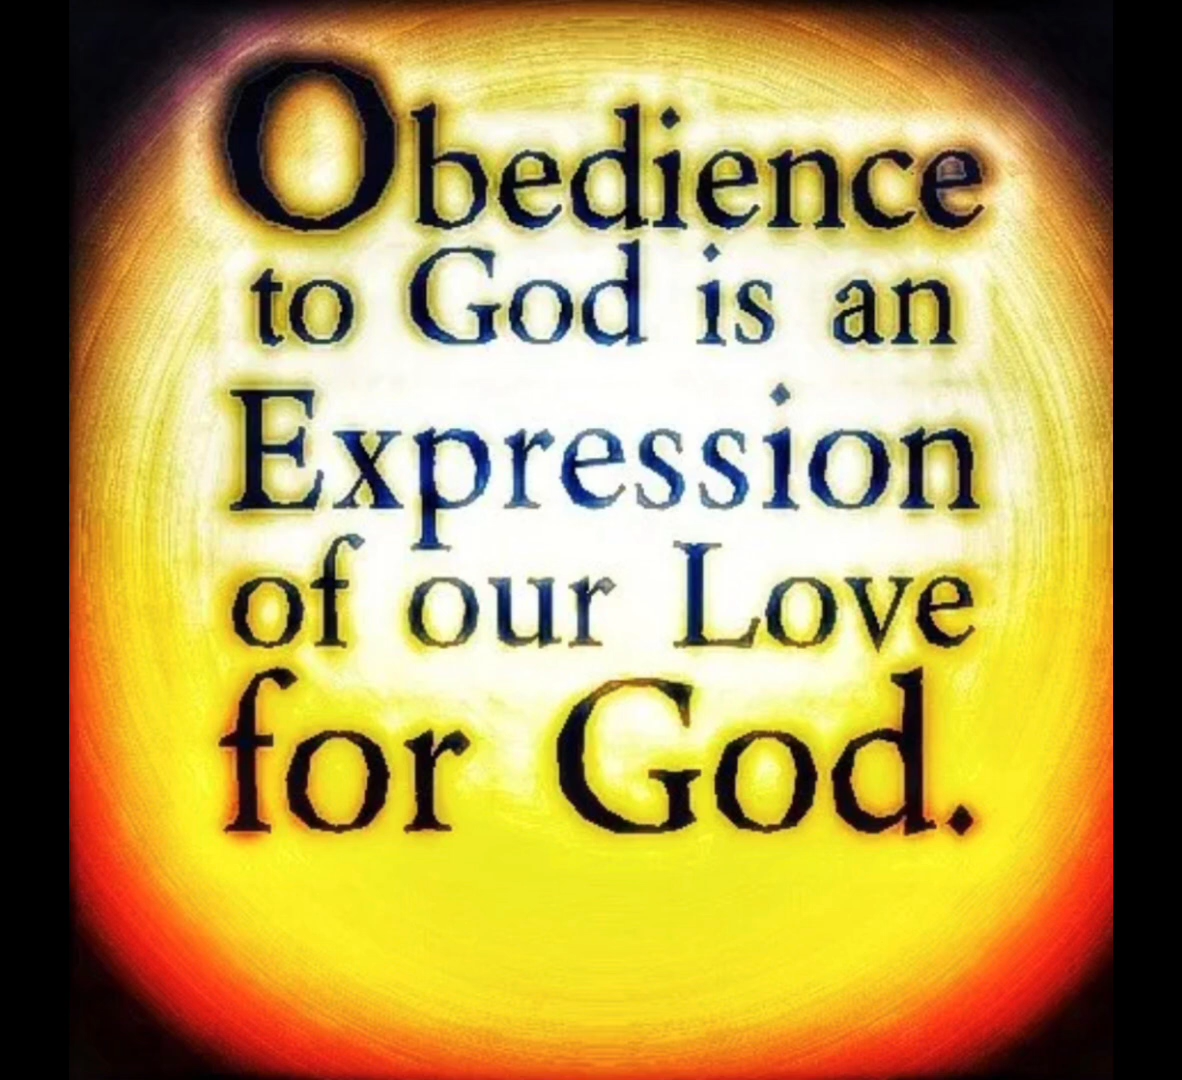 Obedience
to God is an
Expression
of our Love
for God.